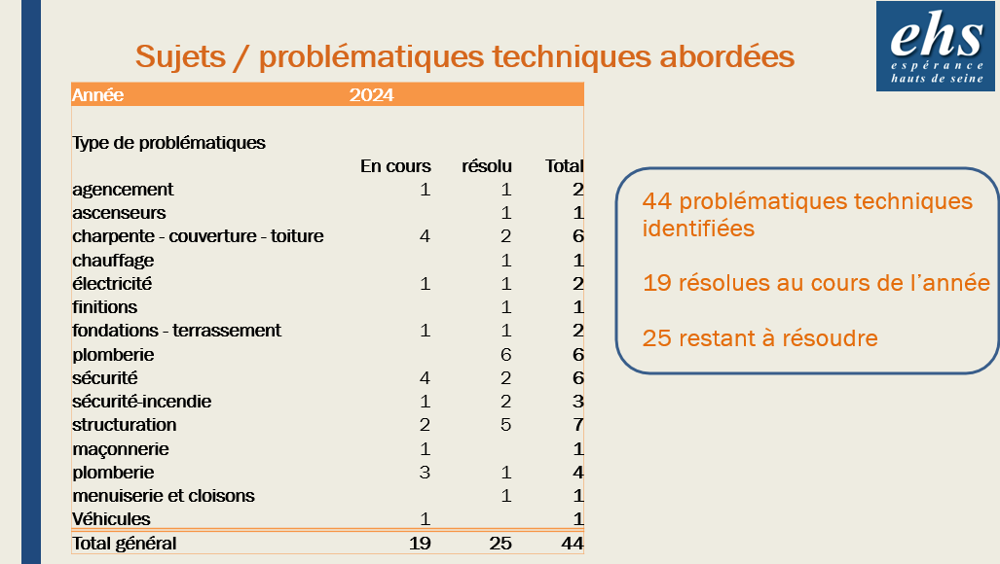 Sujets / problématiques techniques abordées
ehs
espérance
hauts de seine
Année 2024
Type de problématiques
En cours résolu Total
agencement 1 1 2
ascenseurs 1 1
charpente - couverture - toiture 4 2 6
chauffage 1 1
électricité 1 1 2
finitions 1 1
fondations - terrassement 1 1 2
plomberie 6 6
sécurité 4 2 6
sécurité-incendie 1 2 3
structuration 2 5 7
maçonnerie 1 1
plomberie 3 1 4
menuiserie et cloisons 1 1
Véhicules 1 1
Total général 19 25 44
44 problématiques techniques
identifiées
19 résolues au cours de l'année
25 restant à résoudre